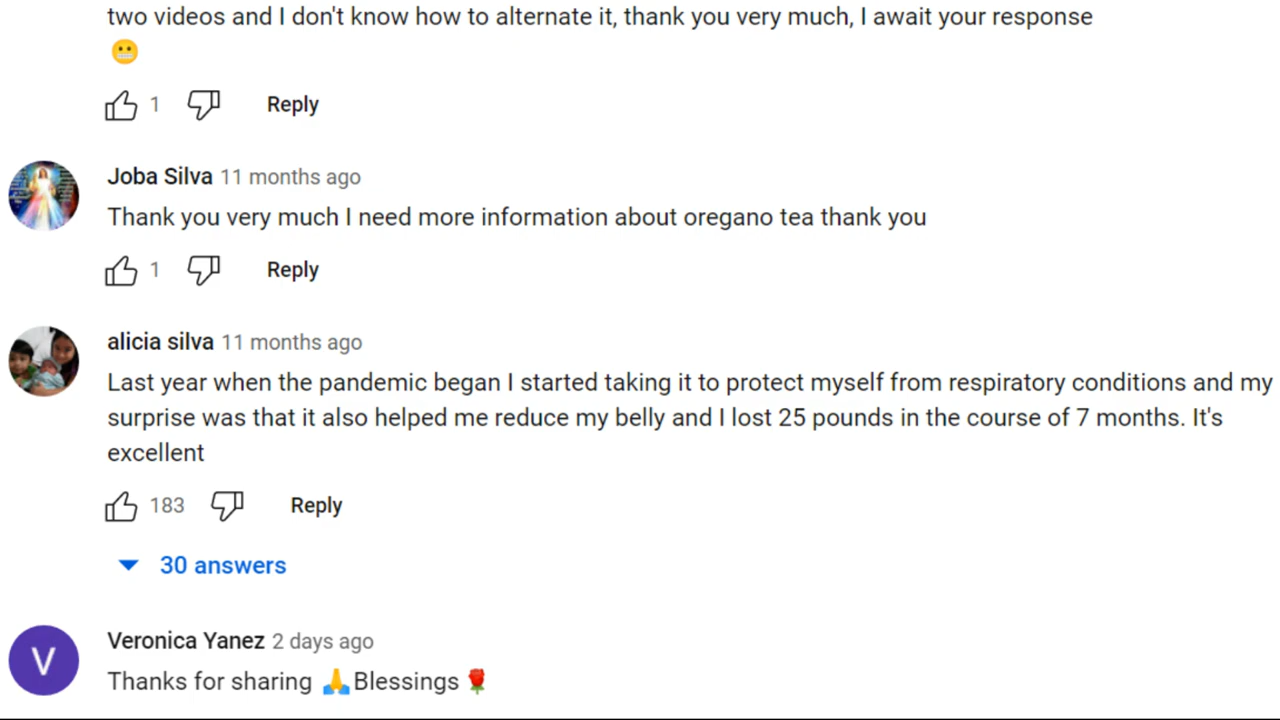 two videos and I don't know how to alternate it, thank you very much, I await your response
😬
1 Reply
Joba Silva 11 months ago
Thank you very much I need more information about oregano tea thank you
1 Reply
alicia silva 11 months ago
Last year when the pandemic began I started taking it to protect myself from respiratory conditions and my
surprise was that it also helped me reduce my belly and I lost 25 pounds in the course of 7 months. It's
excellent
183 Reply
30 answers
V
Veronica Yanez 2 days ago
Thanks for sharing 🙏Blessings🌹